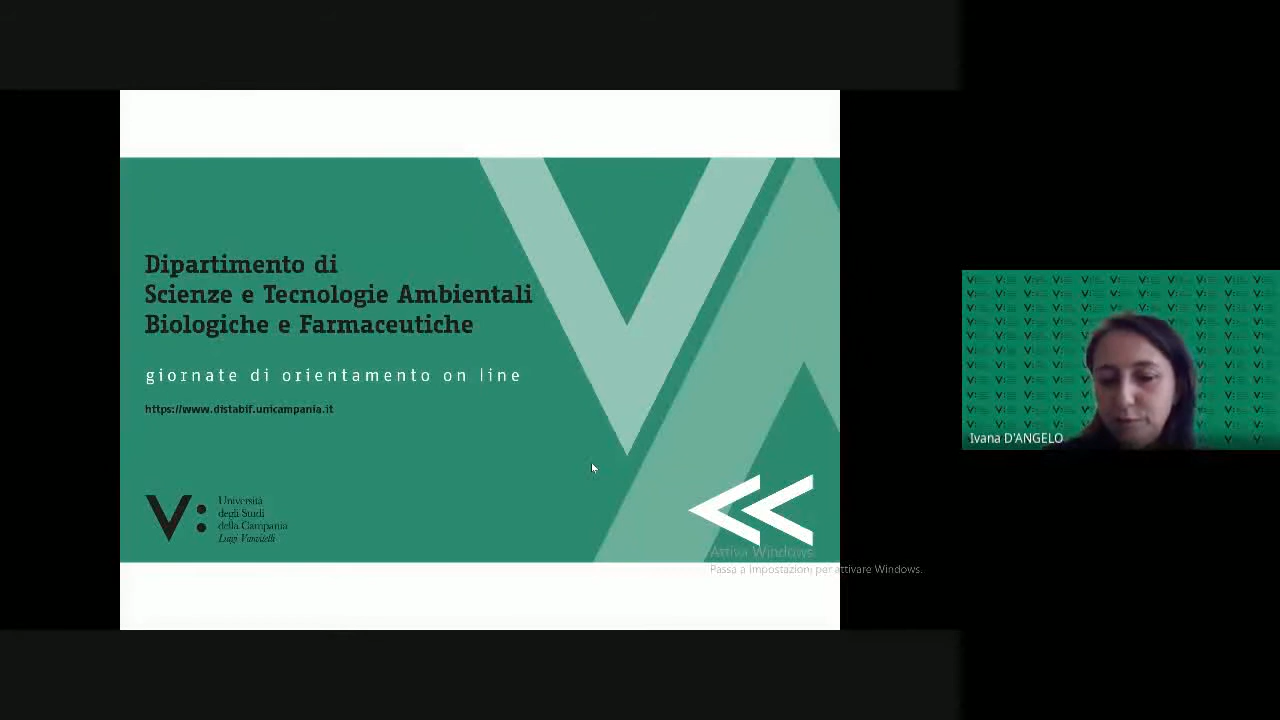 Dipartimento di
Scienze e Tecnologie Ambientali
Biologiche e Farmaceutiche
giornate di orientamento on line
https://www.distabif.unicampania.it
V: Università
degli Studi
della Campania
Luigi Vanvitelli
Attiva Windows
Passa a Impostazioni per attivare Windows.
Ivana D'ANGELO